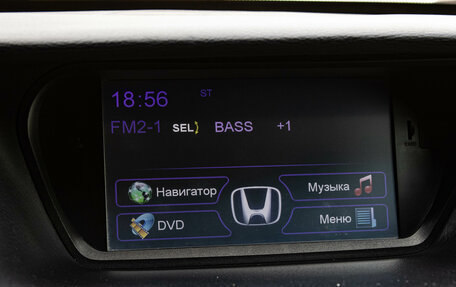 18:56 ST
FM2-1 SEL BASS +1
Навигатор Музыка
DVD Меню